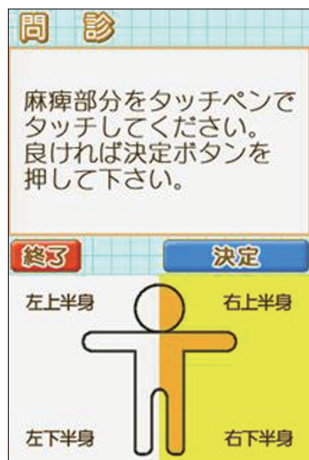 問 診
麻痺部分をタッチペンで
タッチしてください。
良ければ決定ボタンを
押して下さい。
終了 決定
左上半身 右上半身
左下半身 右下半身